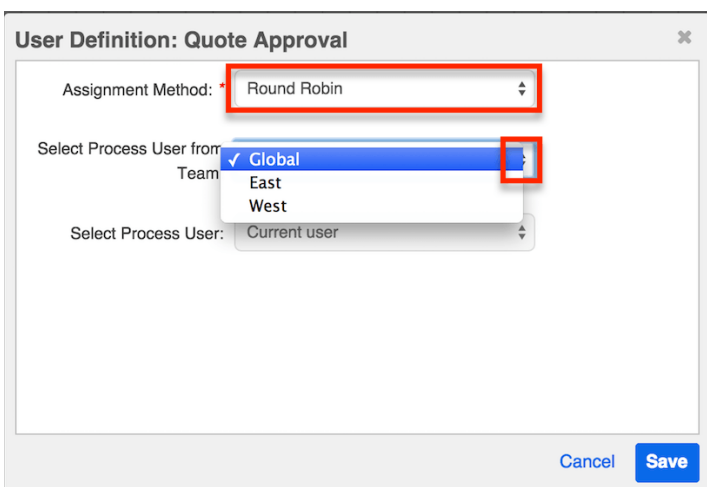 User Definition: Quote Approval
Assignment Method: * Round Robin
Select Process User from
Team
✓ Global
East
West
Select Process User: Current user
Cancel Save